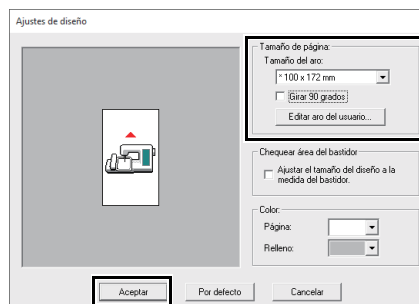 Ajustes de diseño
Tamaño de página:
Tamaño del aro:
* 100 x 172 mm
Girar 90 grados
Editar aro del usuario...
Chequear área del bastidor
Ajustar el tamaño del diseño a la
medida del bastidor.
Color:
Página:
Relleno:
Aceptar
Por defecto
Cancelar